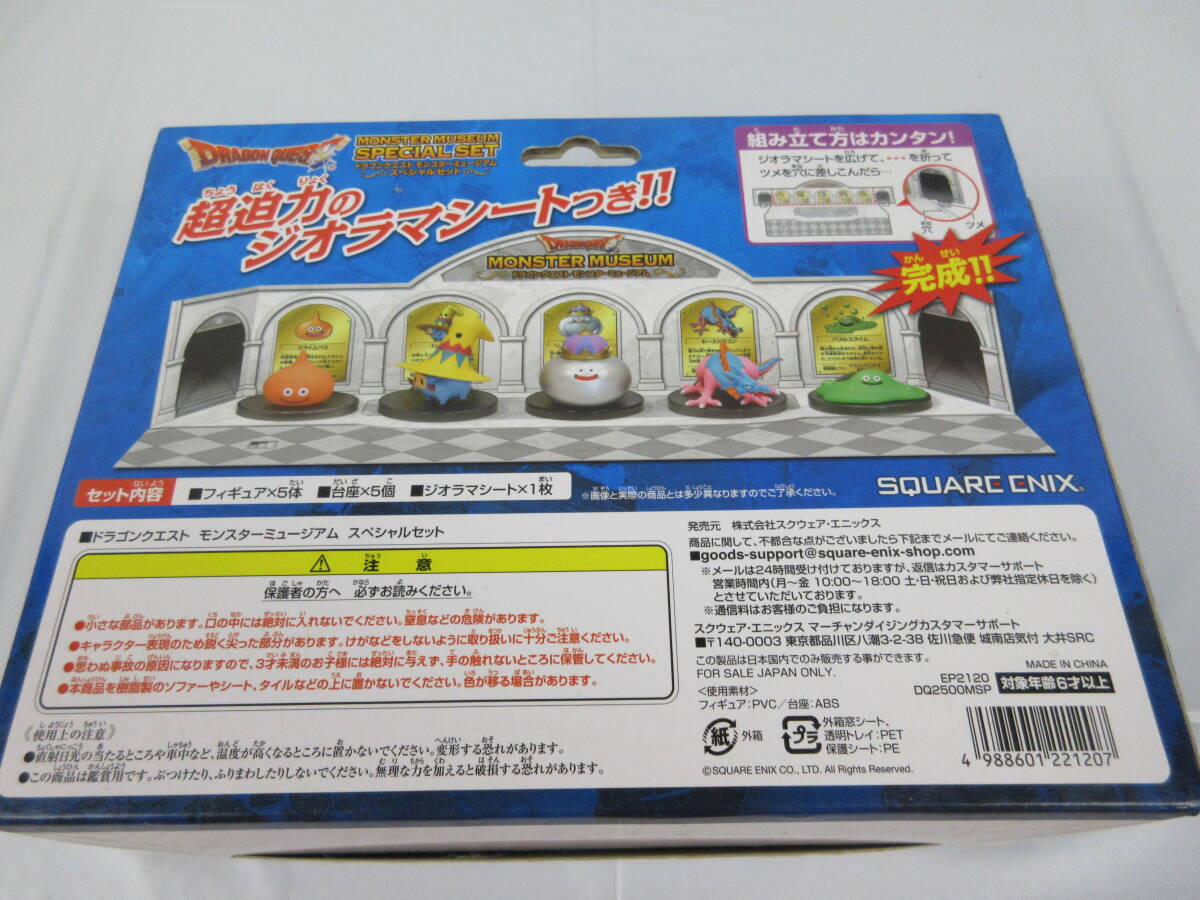 DRAGON QUEST
MONSTER MUSEUM
SPECIAL SET
ドラゴンクエスト モンスターミュージアム
スペシャルセット
超迫力の
ジオラマシートつき!!
組み立て方はカンタン!
ジオラマシートを広げて、---を折って
ツメを穴に差しこんだら…
穴 ツメ
完成!!
DRAGON QUEST
MONSTER MUSEUM
ドラゴンクエスト モンスターミュージアム
スライムベス
キースドラゴン
バブルスライム
セット内容 ■フィギュア×5体 ■台座×5個 ■ジオラマシート×1枚
※画像と実際の商品とは多少異なりますのでご了承ください。
SQUARE ENIX
■ドラゴンクエスト モンスターミュージアム スペシャルセット
注意
保護者の方へ 必ずお読みください。
●小さな部品があります。口の中には絶対に入れないでください。窒息などの危険があります。
●キャラクター表現のため鋭く尖った部分があります。けがなどをしないように取り扱いに十分ご注意ください。
●思わぬ事故の原因になりますので、3才未満のお子様には絶対に与えず、手の触れないところに保管してください。
●本商品を樹脂製のソファーやシート、タイルなどの上に置かないでください。色が移る場合があります。
《使用上の注意》
●直射日光の当たるところや車中など、温度が高くなるところに置かないでください。変形する恐れがあります。
●この商品は鑑賞用です。ぶつけたり、ふりまわしたりしないでください。無理な力を加えると破損する恐れがあります。
発売元 株式会社スクウェア・エニックス
商品に関して、不都合な点がございましたら下記までメールにてご連絡ください。
■goods-support@square-enix-shop.com
※メールは24時間受け付けておりますが、返信はカスタマーサポート
営業時間内(月〜金 10:00〜18:00 土・日・祝日および弊社指定休日を除く)
とさせていただいております。
※通信料はお客様のご負担になります。
スクウェア・エニックス マーチャンダイジングカスタマーサポート
■〒140-0003 東京都品川区八潮3-2-38 佐川急便 城南店気付 大井SRC
この製品は日本国内でのみ販売する事ができます。
FOR SALE JAPAN ONLY.
MADE IN CHINA
EP2120
DQ2500MSP
対象年齢6才以上
<使用素材>
フィギュア:PVC/台座:ABS
紙 外箱
プラ
外箱窓シート、
透明トレイ:PET
保護シート:PE
©SQUARE ENIX CO., LTD. All Rights Reserved.
4 988601 221207